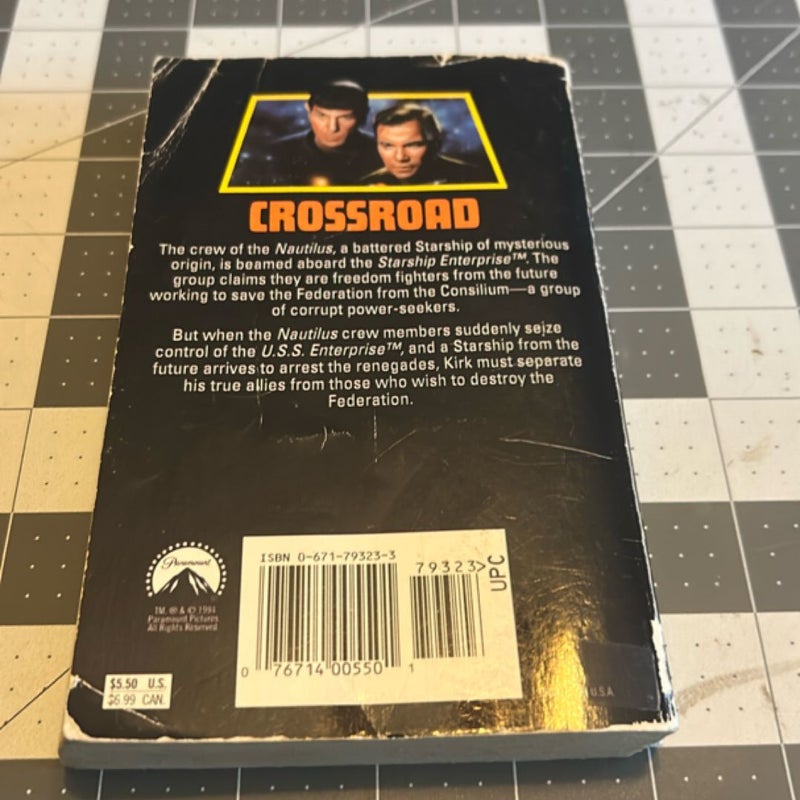 CROSSROAD
The crew of the Nautilus, a battered Starship of mysterious
origin, is beamed aboard the Starship Enterprise™. The
group claims they are freedom fighters from the future
working to save the Federation from the Consilium—a group
of corrupt power-seekers.
But when the Nautilus crew members suddenly seize
control of the U.S.S. Enterprise™, and a Starship from the
future arrives to arrest the renegades, Kirk must separate
his true allies from those who wish to destroy the
Federation.
Paramount
TM, ® & © 1994
Paramount Pictures
All Rights Reserved
ISBN 0-671-79323-3
79323>
UPC
0 76714 00550 1
$5.50 U.S.
$6.99 CAN.
U.S.A